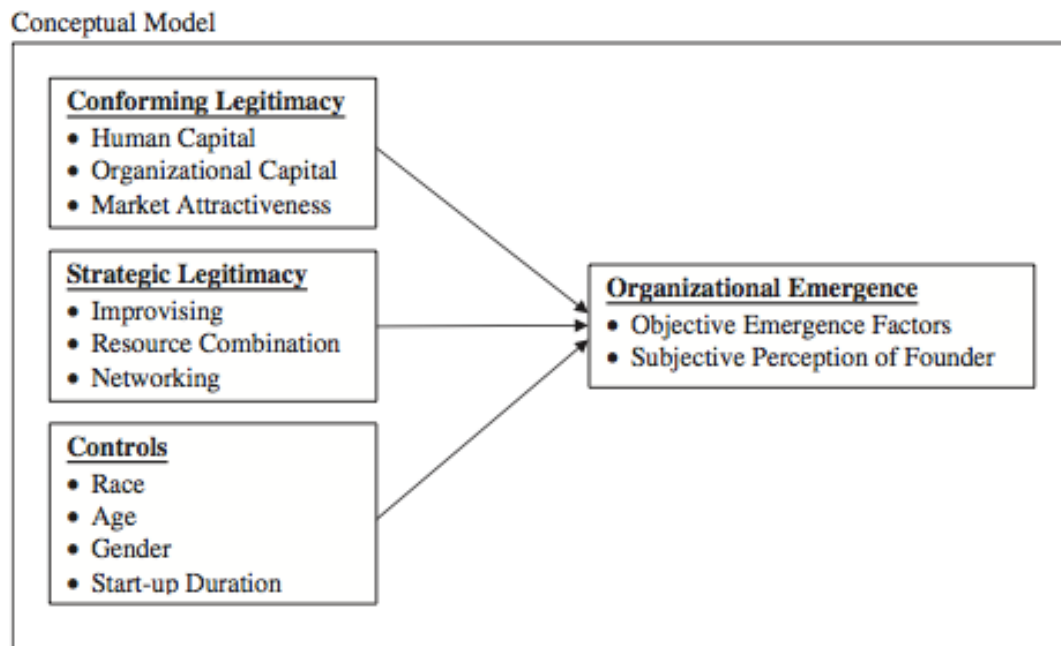 Conceptual Model
Conforming Legitimacy
• Human Capital
• Organizational Capital
• Market Attractiveness
Strategic Legitimacy
• Improvising
• Resource Combination
• Networking
Controls
• Race
• Age
• Gender
• Start-up Duration
Organizational Emergence
• Objective Emergence Factors
• Subjective Perception of Founder